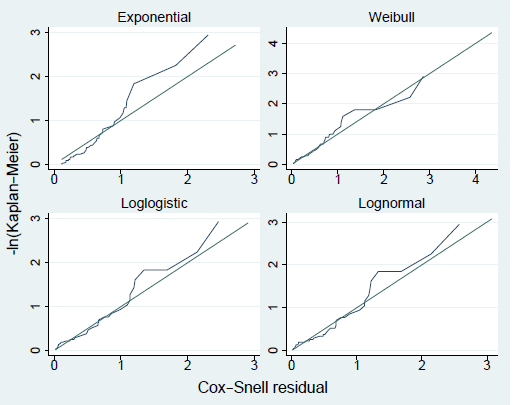 Exponential
Weibull
3
2
1
0
0 1 2 3
4
3
2
1
0
0 1 2 3 4
-ln(Kaplan-Meier)
Loglogistic
Lognormal
3
2
1
0
0 1 2 3
3
2
1
0
0 1 2 3
Cox-Snell residual